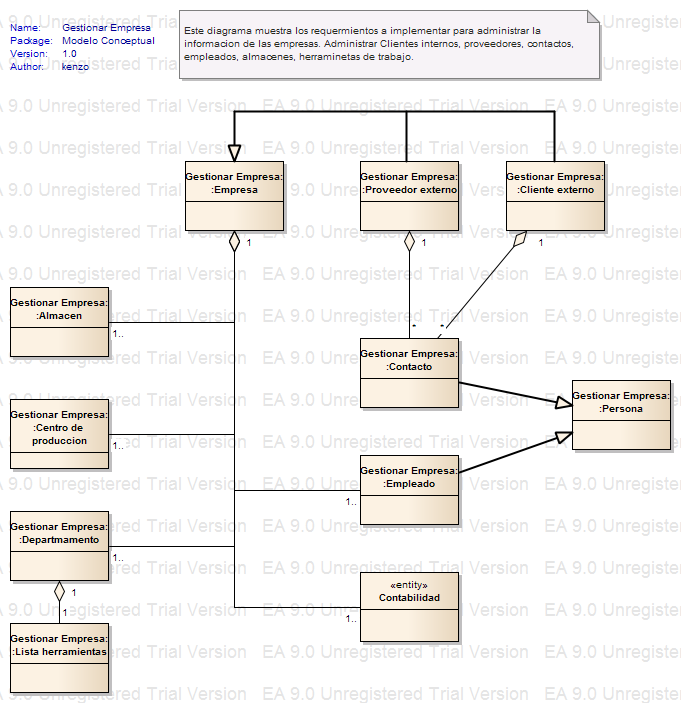 Name: Gestionar Empresa
Package: Modelo Conceptual
Version: 1.0
Author: kenzo
Este diagrama muestra los requermientos a implementar para administrar la
informacion de las empresas. Administrar Clientes internos, proveedores, contactos,
empleados, almacenes, herraminetas de trabajo.
EA 9.0 Unregistered Trial Version
Gestionar Empresa:
:Empresa
Gestionar Empresa:
:Proveedor externo
Gestionar Empresa:
:Cliente externo
1
1
1
Gestionar Empresa:
:Almacen
1..
*
*
Gestionar Empresa:
:Contacto
Gestionar Empresa:
:Persona
Gestionar Empresa:
:Centro de
produccion
1..
Gestionar Empresa:
:Empleado
1..
Gestionar Empresa:
:Departmamento
1..
1
1
Gestionar Empresa:
:Lista herramientas
«entity»
Contabilidad
1..